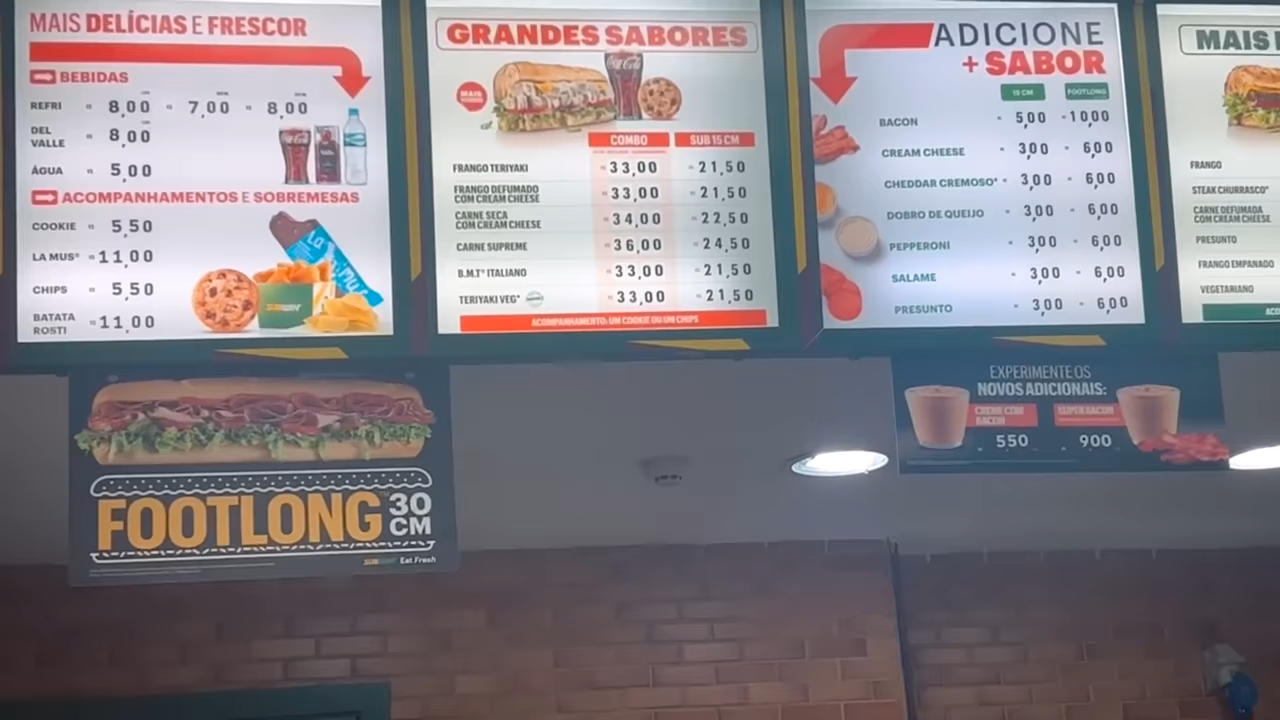 MAIS DELÍCIAS E FRESCOR
BEBIDAS
REFRI 8,00 7,00 8,00
DEL VALLE 8,00
ÁGUA 5,00
ACOMPANHAMENTOS E SOBREMESAS
COOKIE 5,50
LA MUS® 11,00
CHIPS 5,50
BATATA ROSTI 11,00
GRANDES SABORES
MAIS
Coca-Cola
COMBO SUB 15 CM
FRANGO TERIYAKI 33,00 21,50
FRANGO DEFUMADO COM CREAM CHEESE 33,00 21,50
CARNE SECA COM CREAM CHEESE 34,00 22,50
CARNE SUPREME 36,00 24,50
B.M.T® ITALIANO 33,00 21,50
TERIYAKI VEG® 33,00 21,50
ACOMPANHAMENTO: UM COOKIE OU UM CHIPS
ADICIONE
+ SABOR
15 CM FOOTLONG
BACON 5,00 10,00
CREAM CHEESE 3,00 6,00
CHEDDAR CREMOSO* 3,00 6,00
DOBRO DE QUEIJO 3,00 6,00
PEPPERONI 3,00 6,00
SALAME 3,00 6,00
PRESUNTO 3,00 6,00
MAIS
FRANGO
STEAK CHURRASCO*
CARNE DEFUMADA
COM CREAM CHEESE
PRESUNTO
FRANGO EMPANADO
VEGETARIANO
FOOTLONG 30 CM
SUBWAY Eat Fresh
EXPERIMENTE OS
NOVOS ADICIONAIS:
CREME COM BACON SUPER BACON
550 900